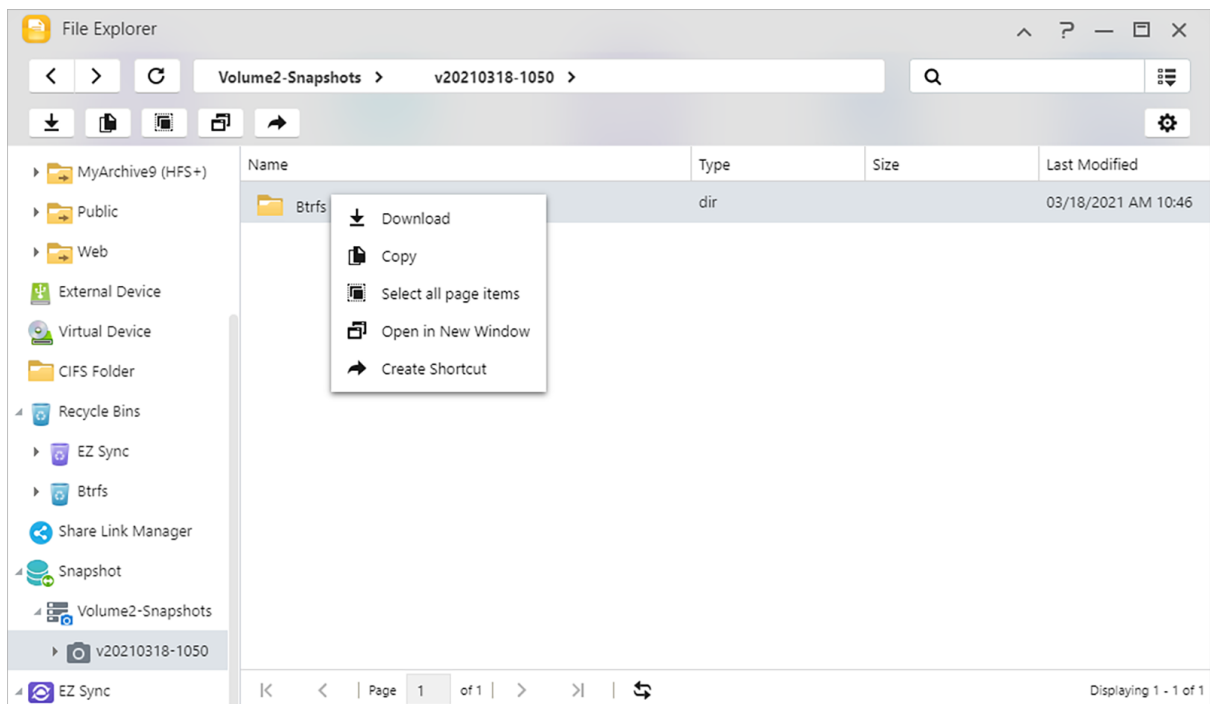 File Explorer
Volume2-Snapshots
v20210318-1050
MyArchive9 (HFS+)
Public
Web
External Device
Virtual Device
CIFS Folder
Recycle Bins
EZ Sync
Btrfs
Share Link Manager
Snapshot
Volume2-Snapshots
v20210318-1050
EZ Sync
Name Type Size Last Modified
Btrfs dir 03/18/2021 AM 10:46
Download
Copy
Select all page items
Open in New Window
Create Shortcut
Page 1 of 1
Displaying 1 - 1 of 1